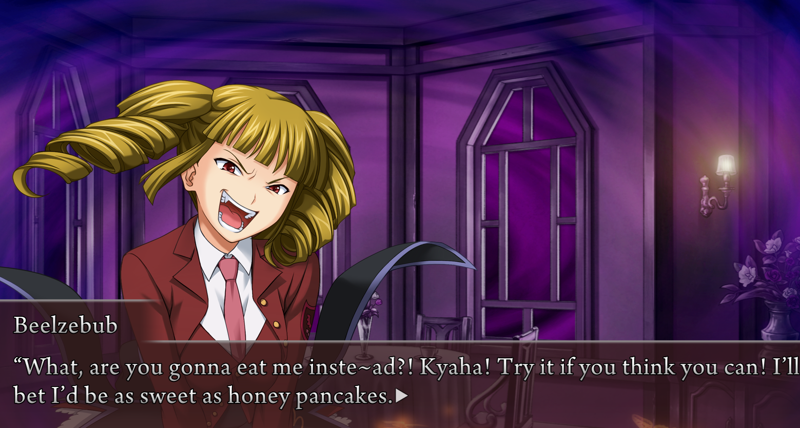 Beelzebub
“What, are you gonna eat me inste~ad?! Kyaha! Try it if you think you can! I’ll
bet I’d be as sweet as honey pancakes.